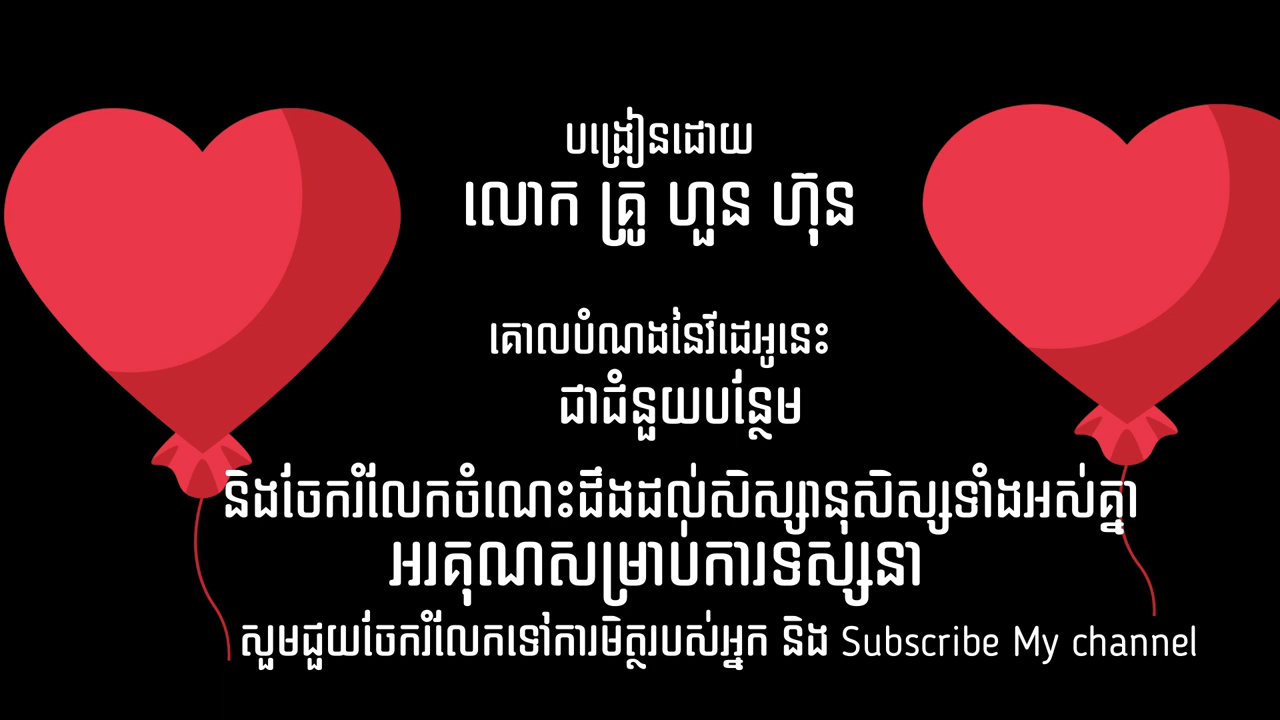 បង្រៀនដោយ
លោក គ្រូ ហួន ហ៊ុន
គោលបំណងនៃវីដេអូនេះ
ជាជំនួយបន្ថែម
និងចែករំលែកចំណេះដឹងដល់សិស្សានុសិស្សទាំងអស់គ្នា
អរគុណសម្រាប់ការទស្សនា
សួមជួយចែករំលែកទៅការមិត្តរបស់អ្នក និង Subscribe My channel